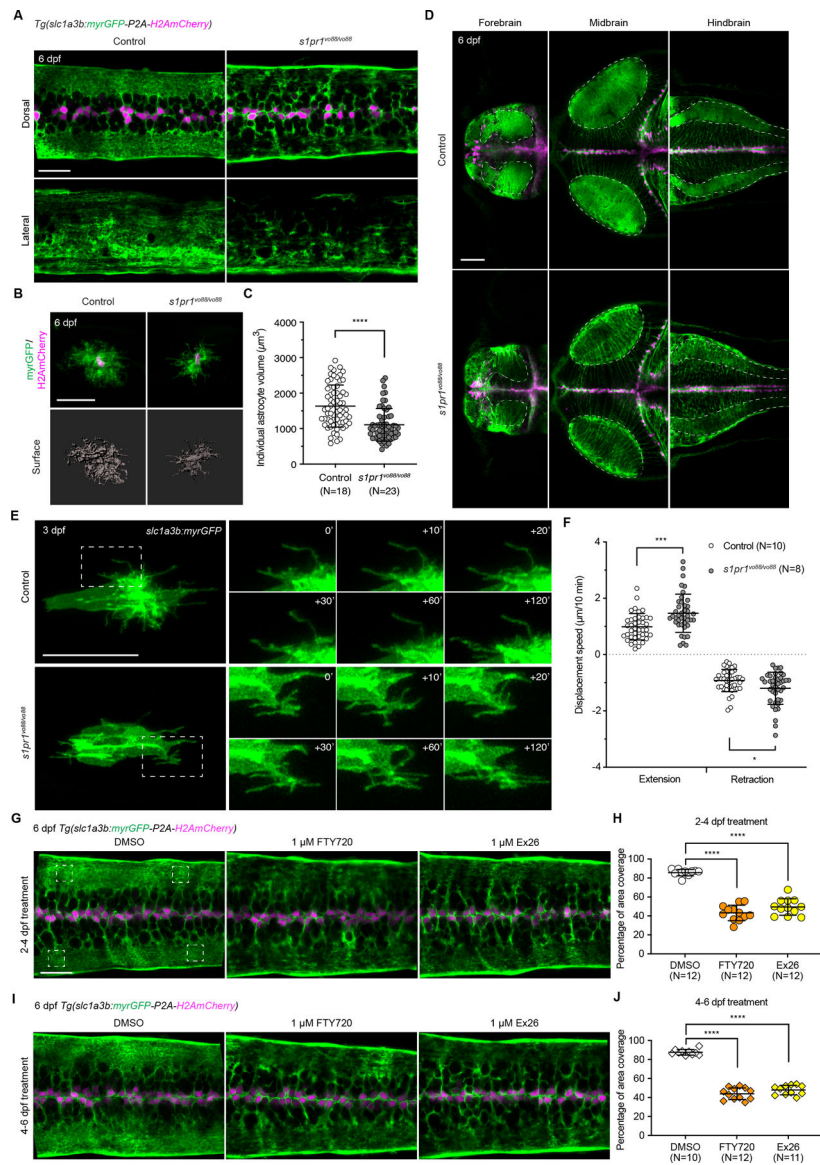 A
Tg(slc1a3b:myrGFP-P2A-H2AmCherry)
Control
s1pr1vo88/vo88
6 dpf
Dorsal
Lateral
B
Control
s1pr1vo88/vo88
6 dpf
myrGFP/
H2AmCherry
Surface
C
****
Individual astrocyte volume (µm3)
4000
3000
2000
1000
0
Control
(N=18)
s1pr1vo88/vo88
(N=23)
D
Forebrain
Midbrain
Hindbrain
6 dpf
Control
s1pr1vo88/vo88
E
3 dpf
slc1a3b:myrGFP
Control
0'
+10'
+20'
+30'
+60'
+120'
s1pr1vo88/vo88
0'
+10'
+20'
+30'
+60'
+120'
F
Control (N=10)
s1pr1vo88/vo88 (N=8)
***
Displacement speed (µm/10 min)
4
2
0
-2
-4
*
Extension
Retraction
G
6 dpf Tg(slc1a3b:myrGFP-P2A-H2AmCherry)
DMSO
1 µM FTY720
1 µM Ex26
2-4 dpf treatment
H
2-4 dpf treatment
****
****
Percentage of area coverage
100
80
60
40
20
0
DMSO
(N=12)
FTY720
(N=12)
Ex26
(N=12)
I
6 dpf Tg(slc1a3b:myrGFP-P2A-H2AmCherry)
DMSO
1 µM FTY720
1 µM Ex26
4-6 dpf treatment
J
4-6 dpf treatment
****
****
Percentage of area coverage
100
80
60
40
20
0
DMSO
(N=10)
FTY720
(N=12)
Ex26
(N=11)